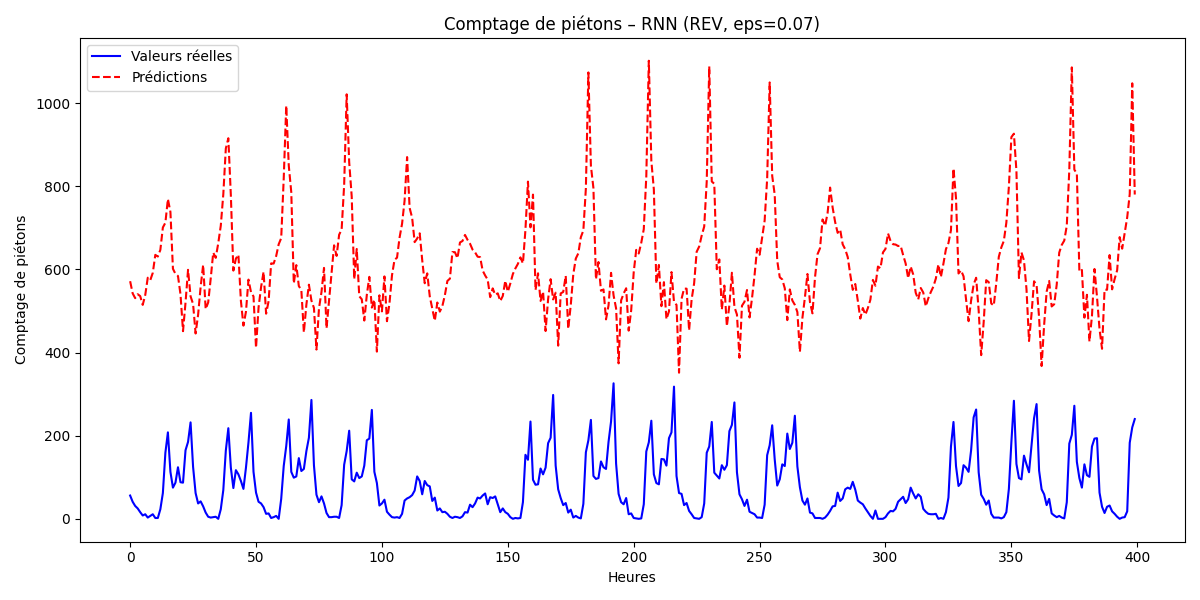 Comptage de piétons – RNN (REV, eps=0.07)
Valeurs réelles
Prédictions
Comptage de piétons
1000
800
600
400
200
0
0 50 100 150 200 250 300 350 400
Heures